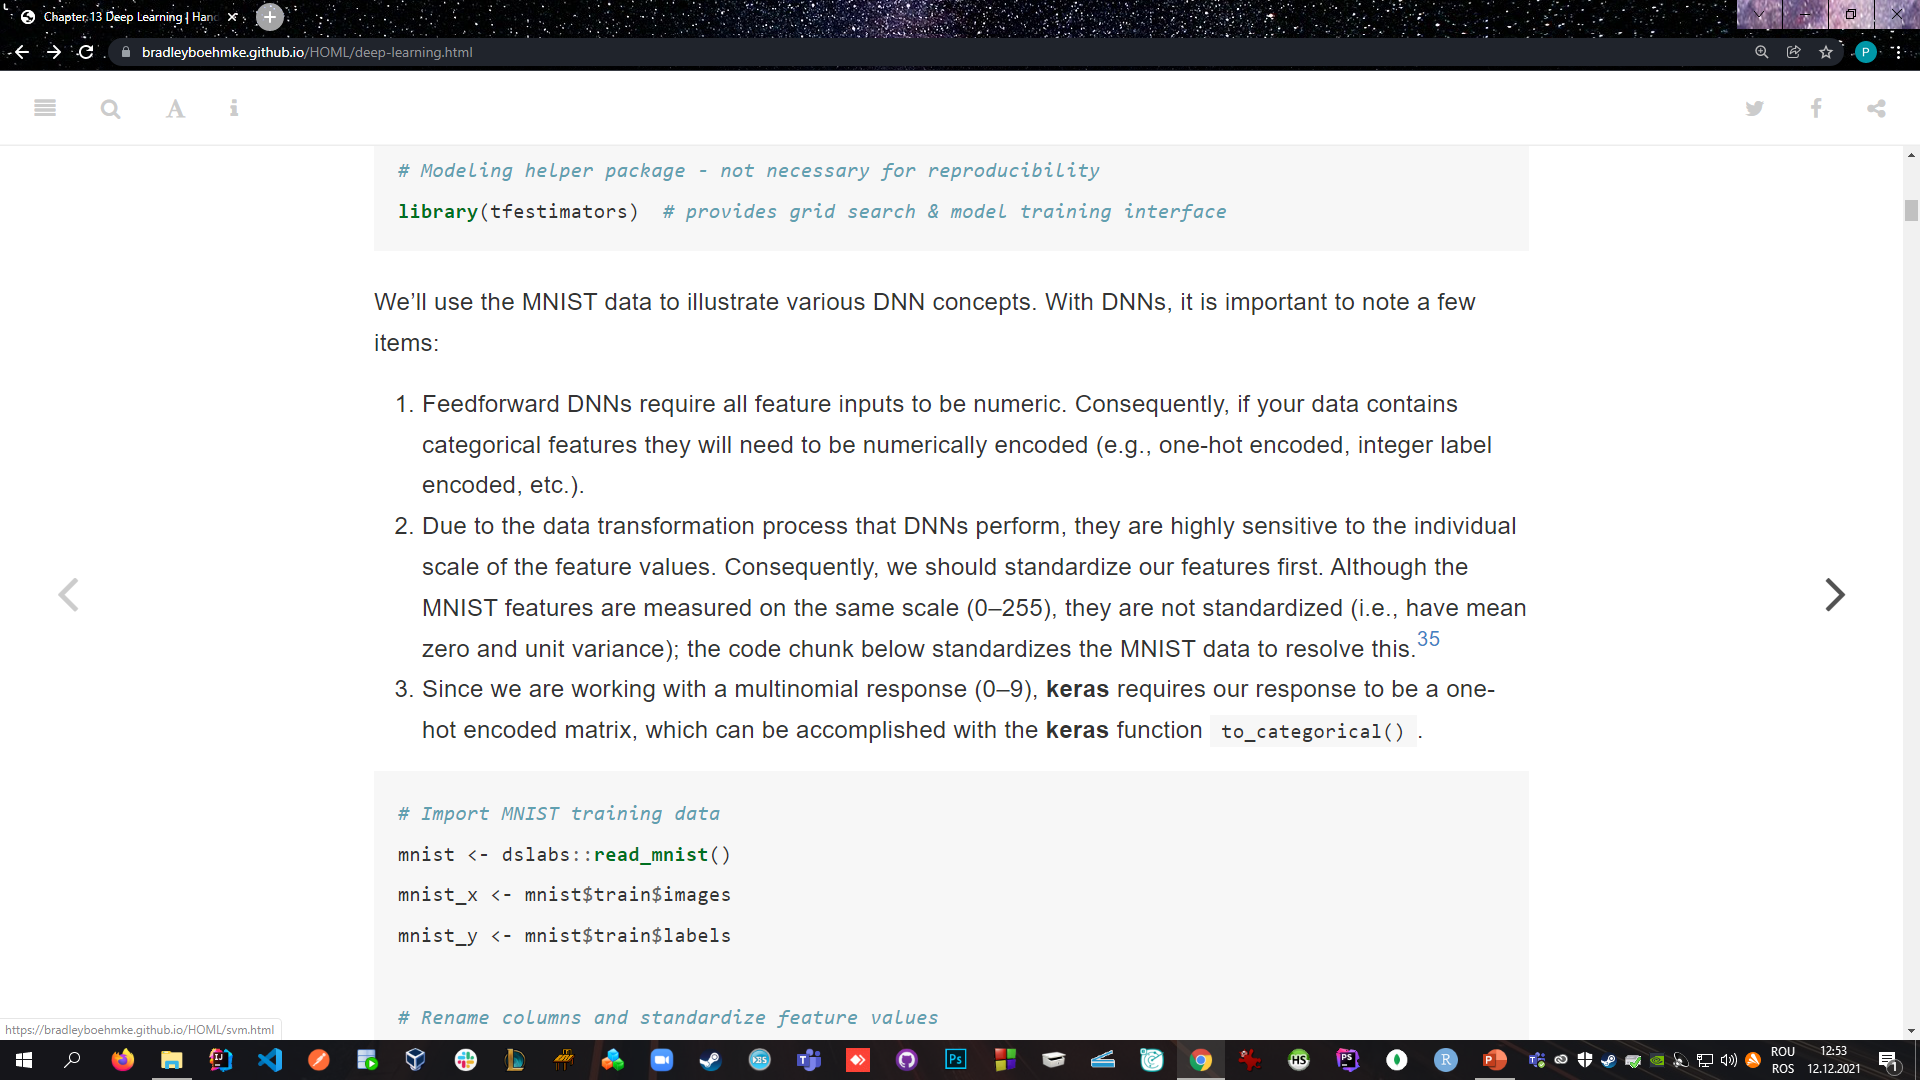 Chapter 13 Deep Learning | Han
bradleyboehmke.github.io/HOML/deep-learning.html
P
# Modeling helper package - not necessary for reproducibility
library(tfestimators)  # provides grid search & model training interface
We’ll use the MNIST data to illustrate various DNN concepts. With DNNs, it is important to note a few
items:
1. Feedforward DNNs require all feature inputs to be numeric. Consequently, if your data contains
categorical features they will need to be numerically encoded (e.g., one-hot encoded, integer label
encoded, etc.).
2. Due to the data transformation process that DNNs perform, they are highly sensitive to the individual
scale of the feature values. Consequently, we should standardize our features first. Although the
MNIST features are measured on the same scale (0–255), they are not standardized (i.e., have mean
zero and unit variance); the code chunk below standardizes the MNIST data to resolve this.35
3. Since we are working with a multinomial response (0–9), keras requires our response to be a one-
hot encoded matrix, which can be accomplished with the keras function to_categorical() .
# Import MNIST training data
mnist <- dslabs::read_mnist()
mnist_x <- mnist$train$images
mnist_y <- mnist$train$labels
# Rename columns and standardize feature values
https://bradleyboehmke.github.io/HOML/svm.html
ROU
ROS
12:53
12.12.2021
1